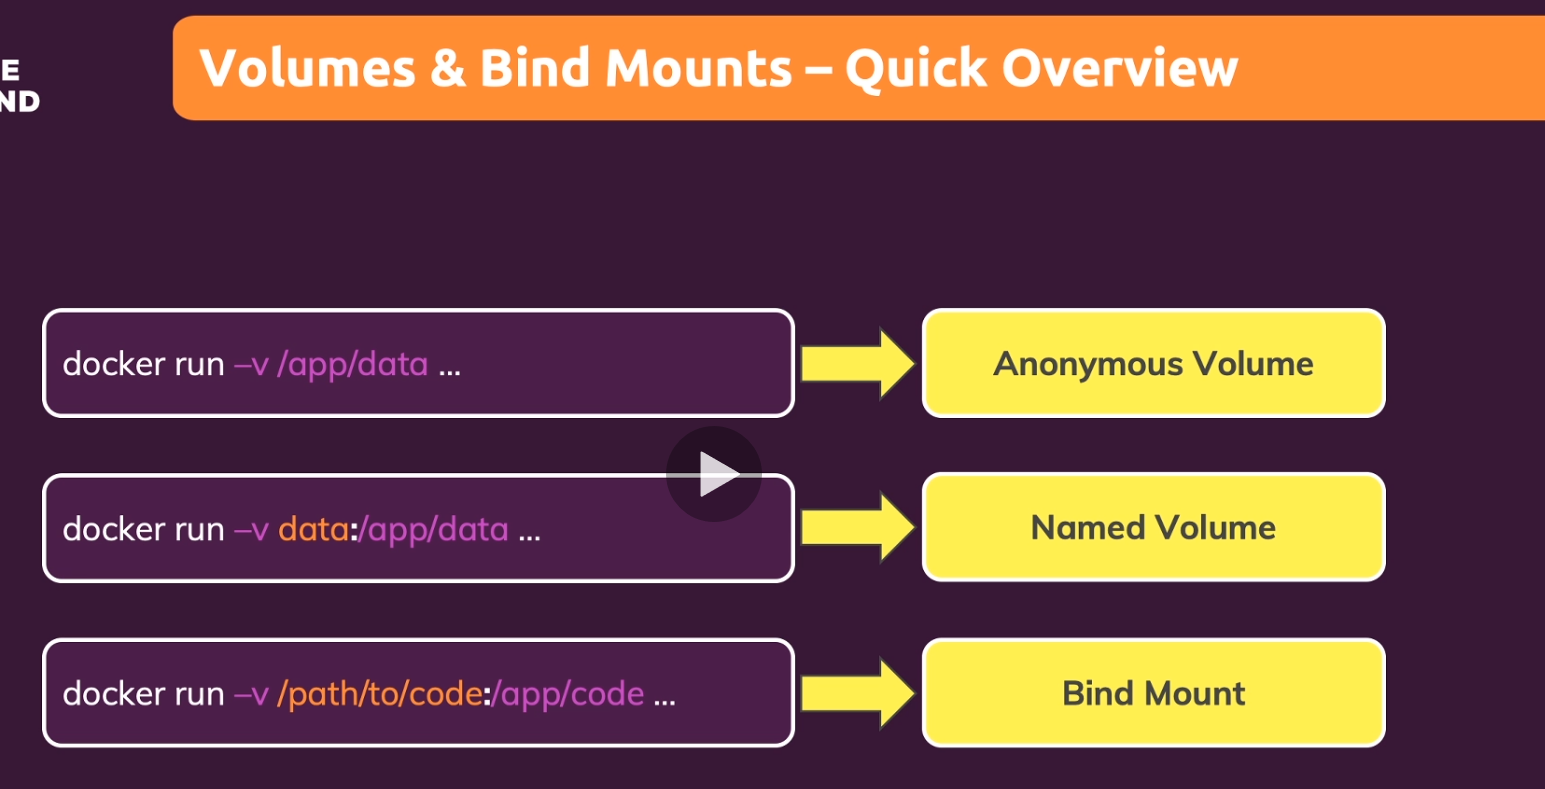 Volumes & Bind Mounts – Quick Overview
E
ND
docker run –v /app/data ...
Anonymous Volume
docker run –v data:/app/data ...
Named Volume
docker run –v /path/to/code:/app/code ...
Bind Mount